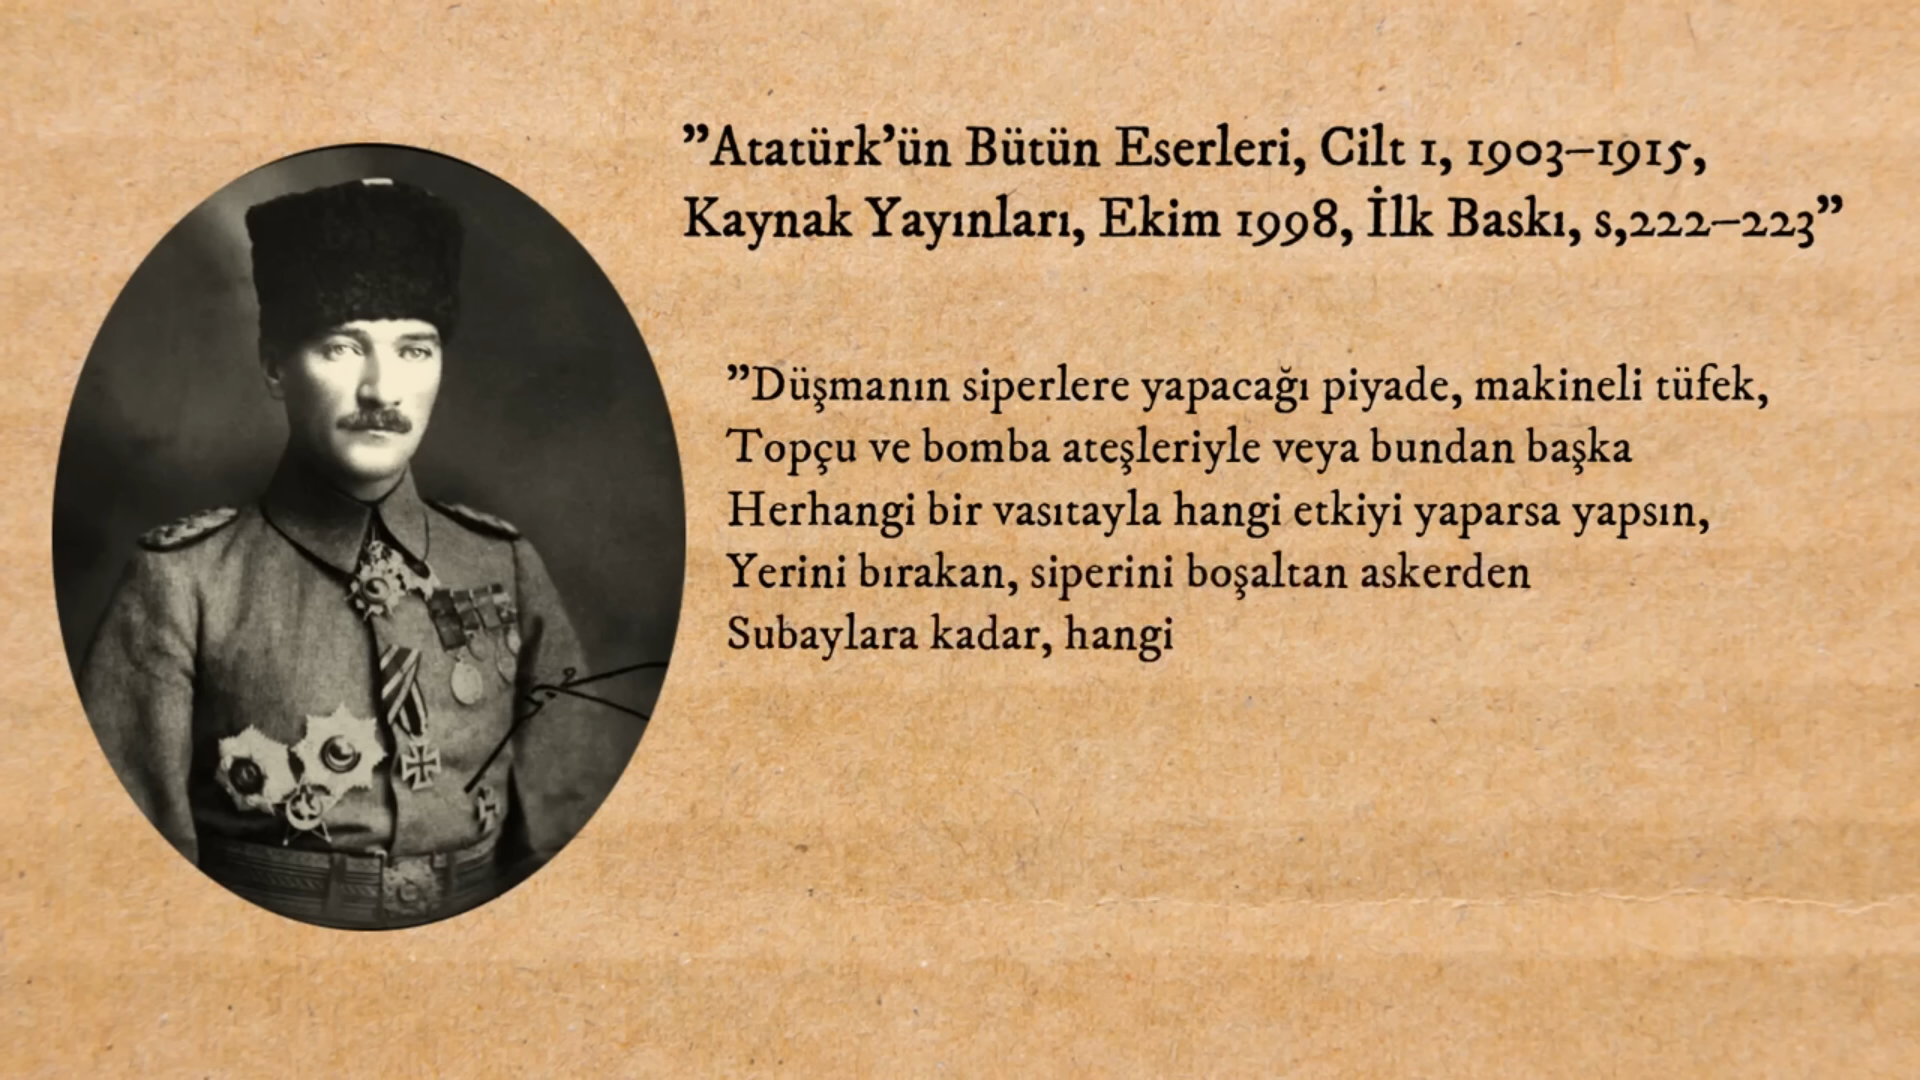 ”Atatürk’ün Bütün Eserleri, Cilt 1, 1903–1915,
Kaynak Yayınları, Ekim 1998, İlk Baskı, s,222–223”
”Düşmanın siperlere yapacağı piyade, makineli tüfek,
Topçu ve bomba ateşleriyle veya bundan başka
Herhangi bir vasıtayla hangi etkiyi yaparsa yapsın,
Yerini bırakan, siperini boşaltan askerden
Subaylara kadar, hangi